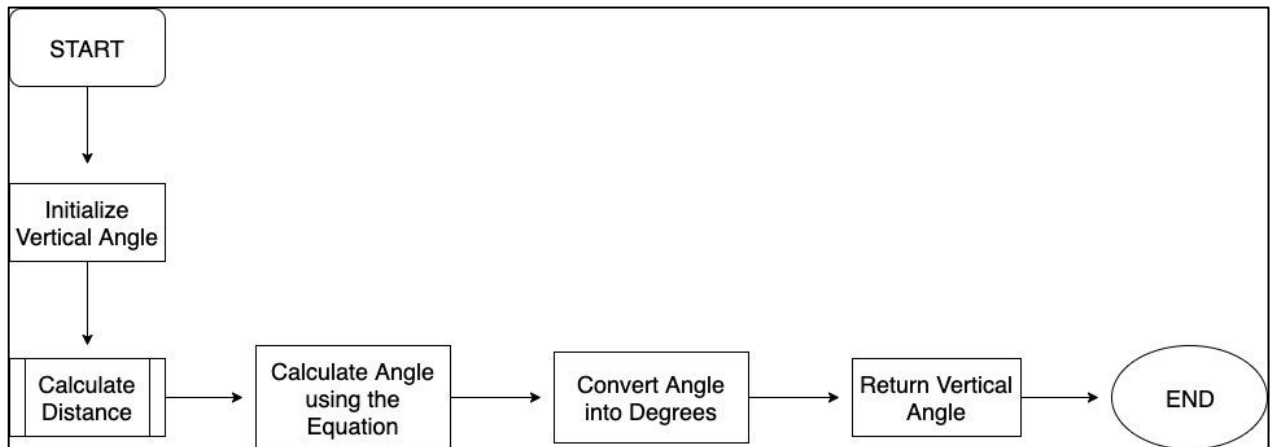 START
Initialize
Vertical Angle
Calculate
Distance
Calculate Angle
using the
Equation
Convert Angle
into Degrees
Return Vertical
Angle
END